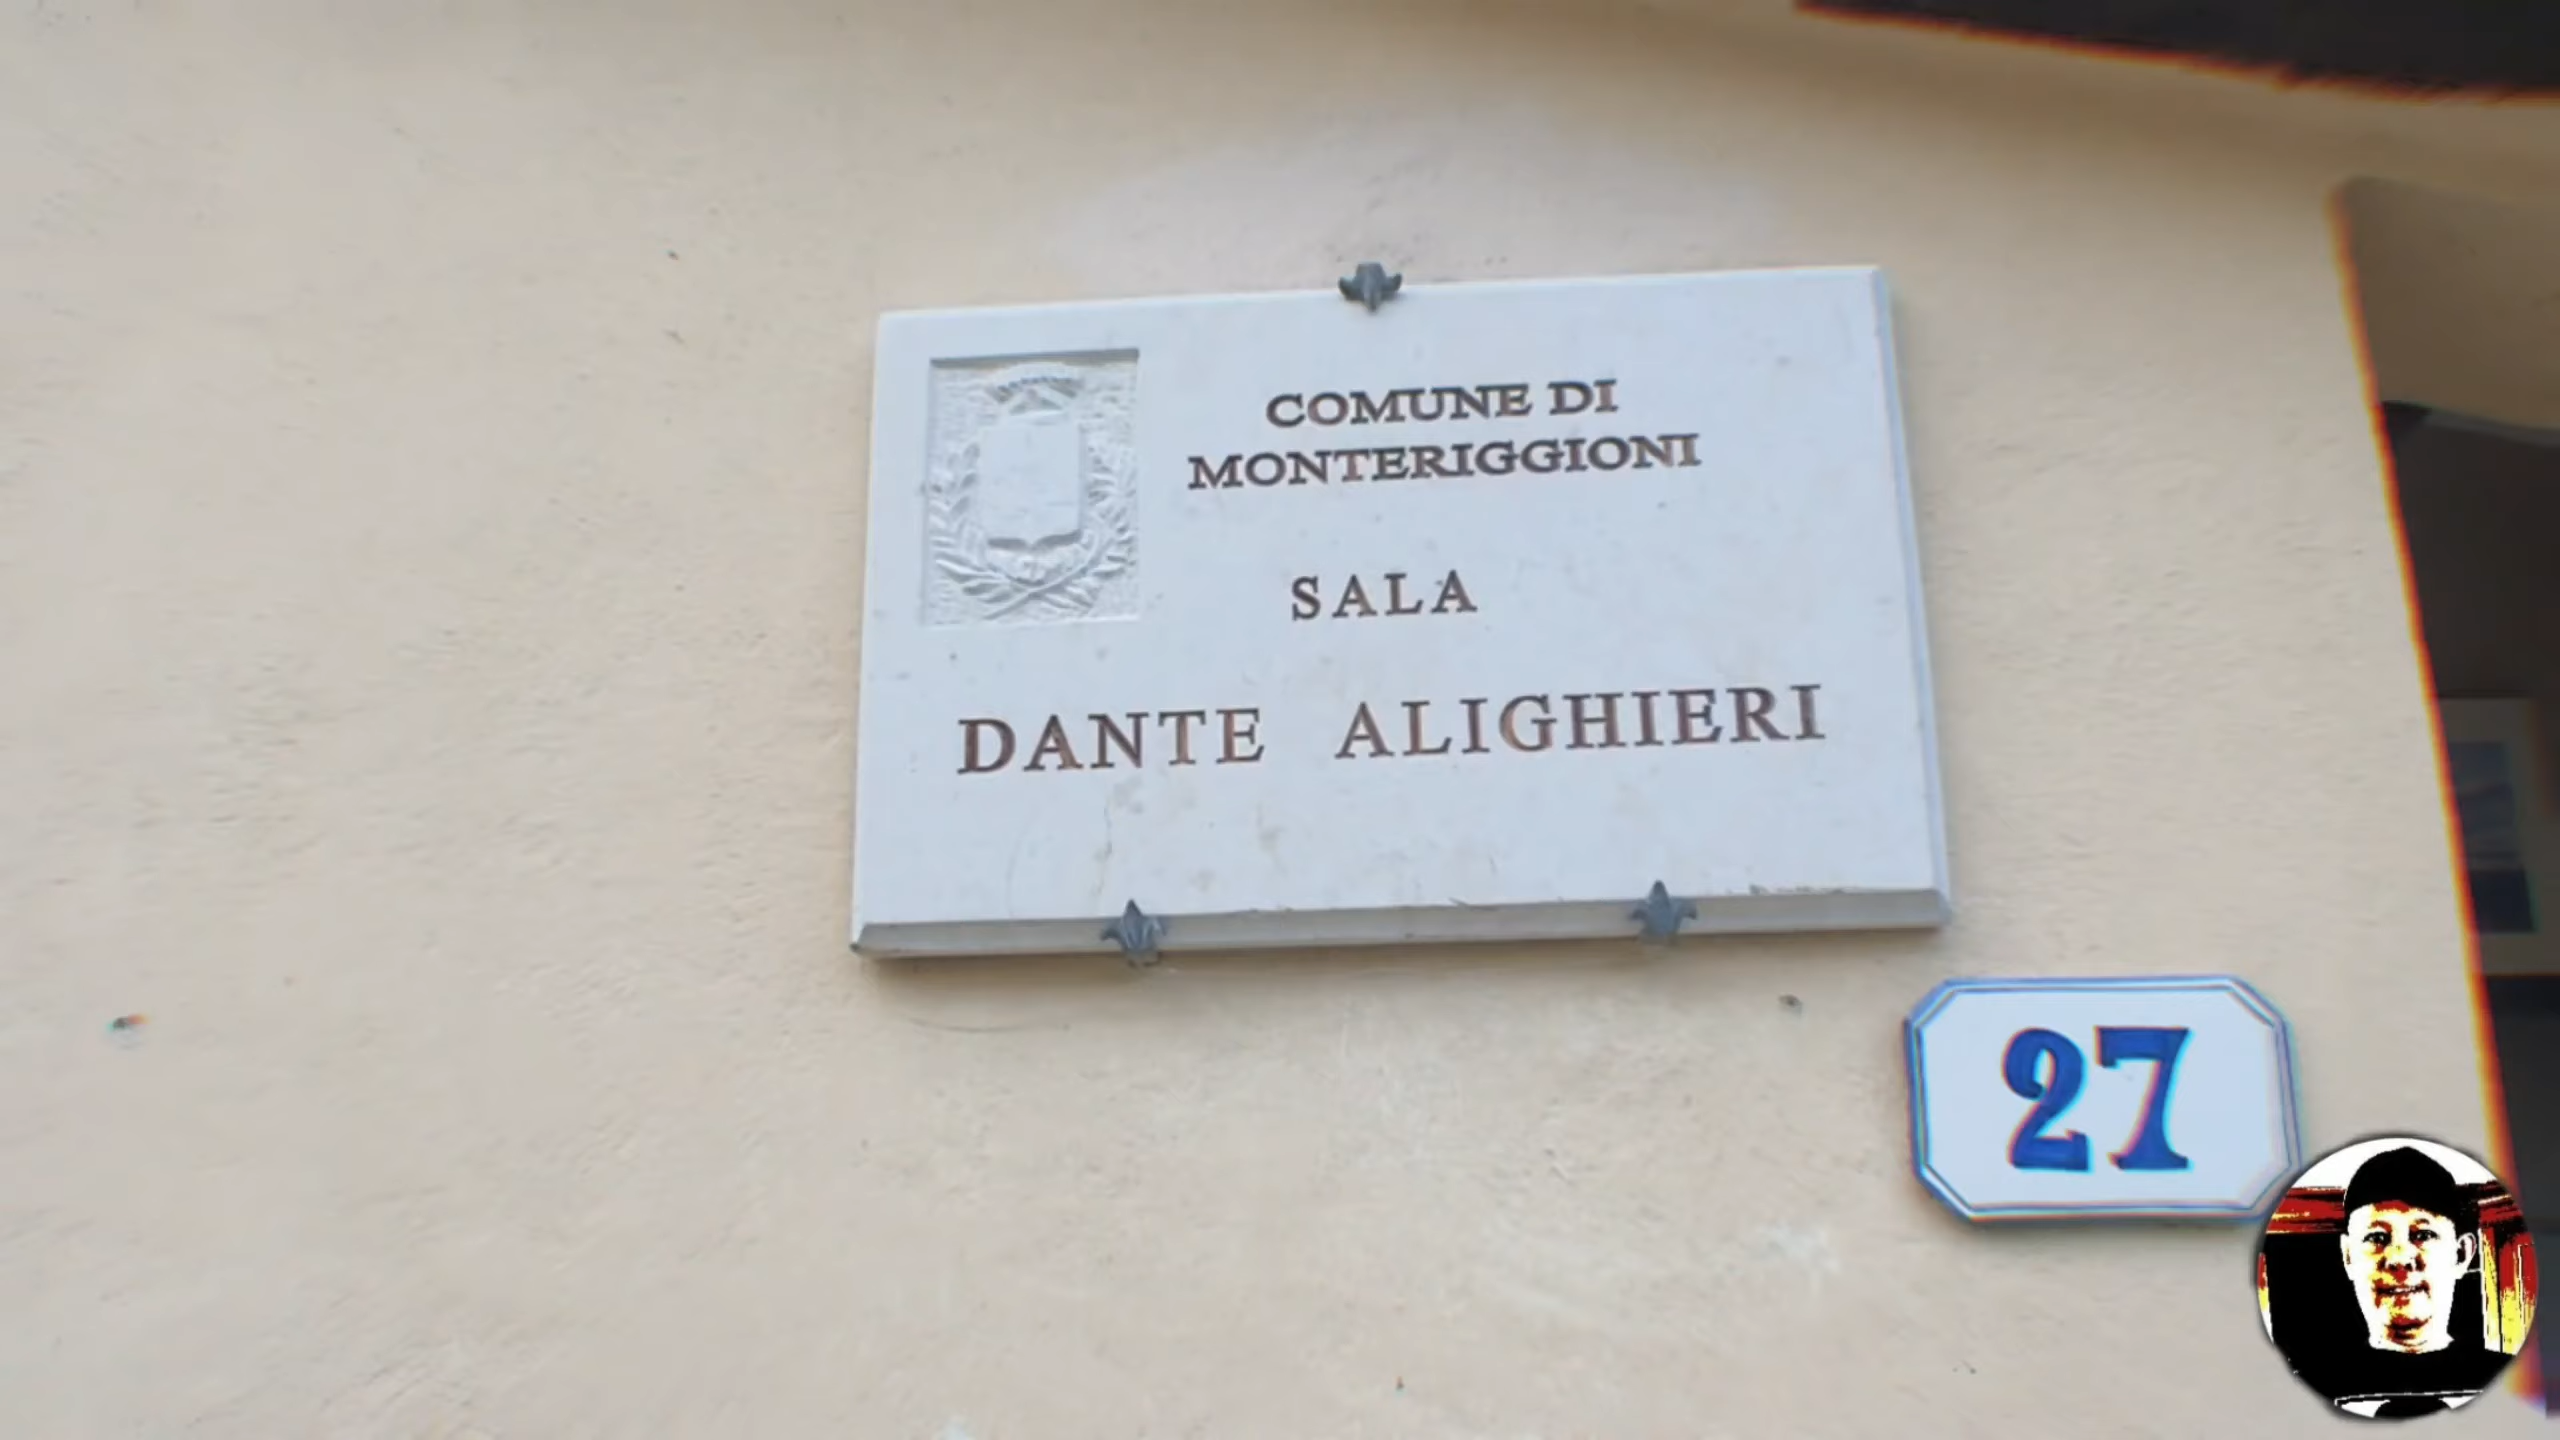 COMUNE DI
MONTERIGGIONI
SALA
DANTE ALIGHIERI
27